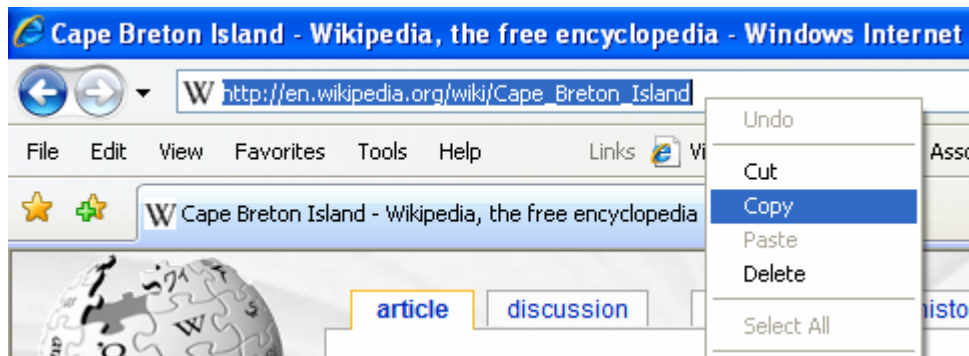 Cape Breton Island - Wikipedia, the free encyclopedia - Windows Internet
W http://en.wikipedia.org/wiki/Cape_Breton_Island
Undo
File Edit View Favorites Tools Help Links
Cut
Copy
W Cape Breton Island - Wikipedia, the free encyclopedia
Paste
Delete
article discussion
Select All